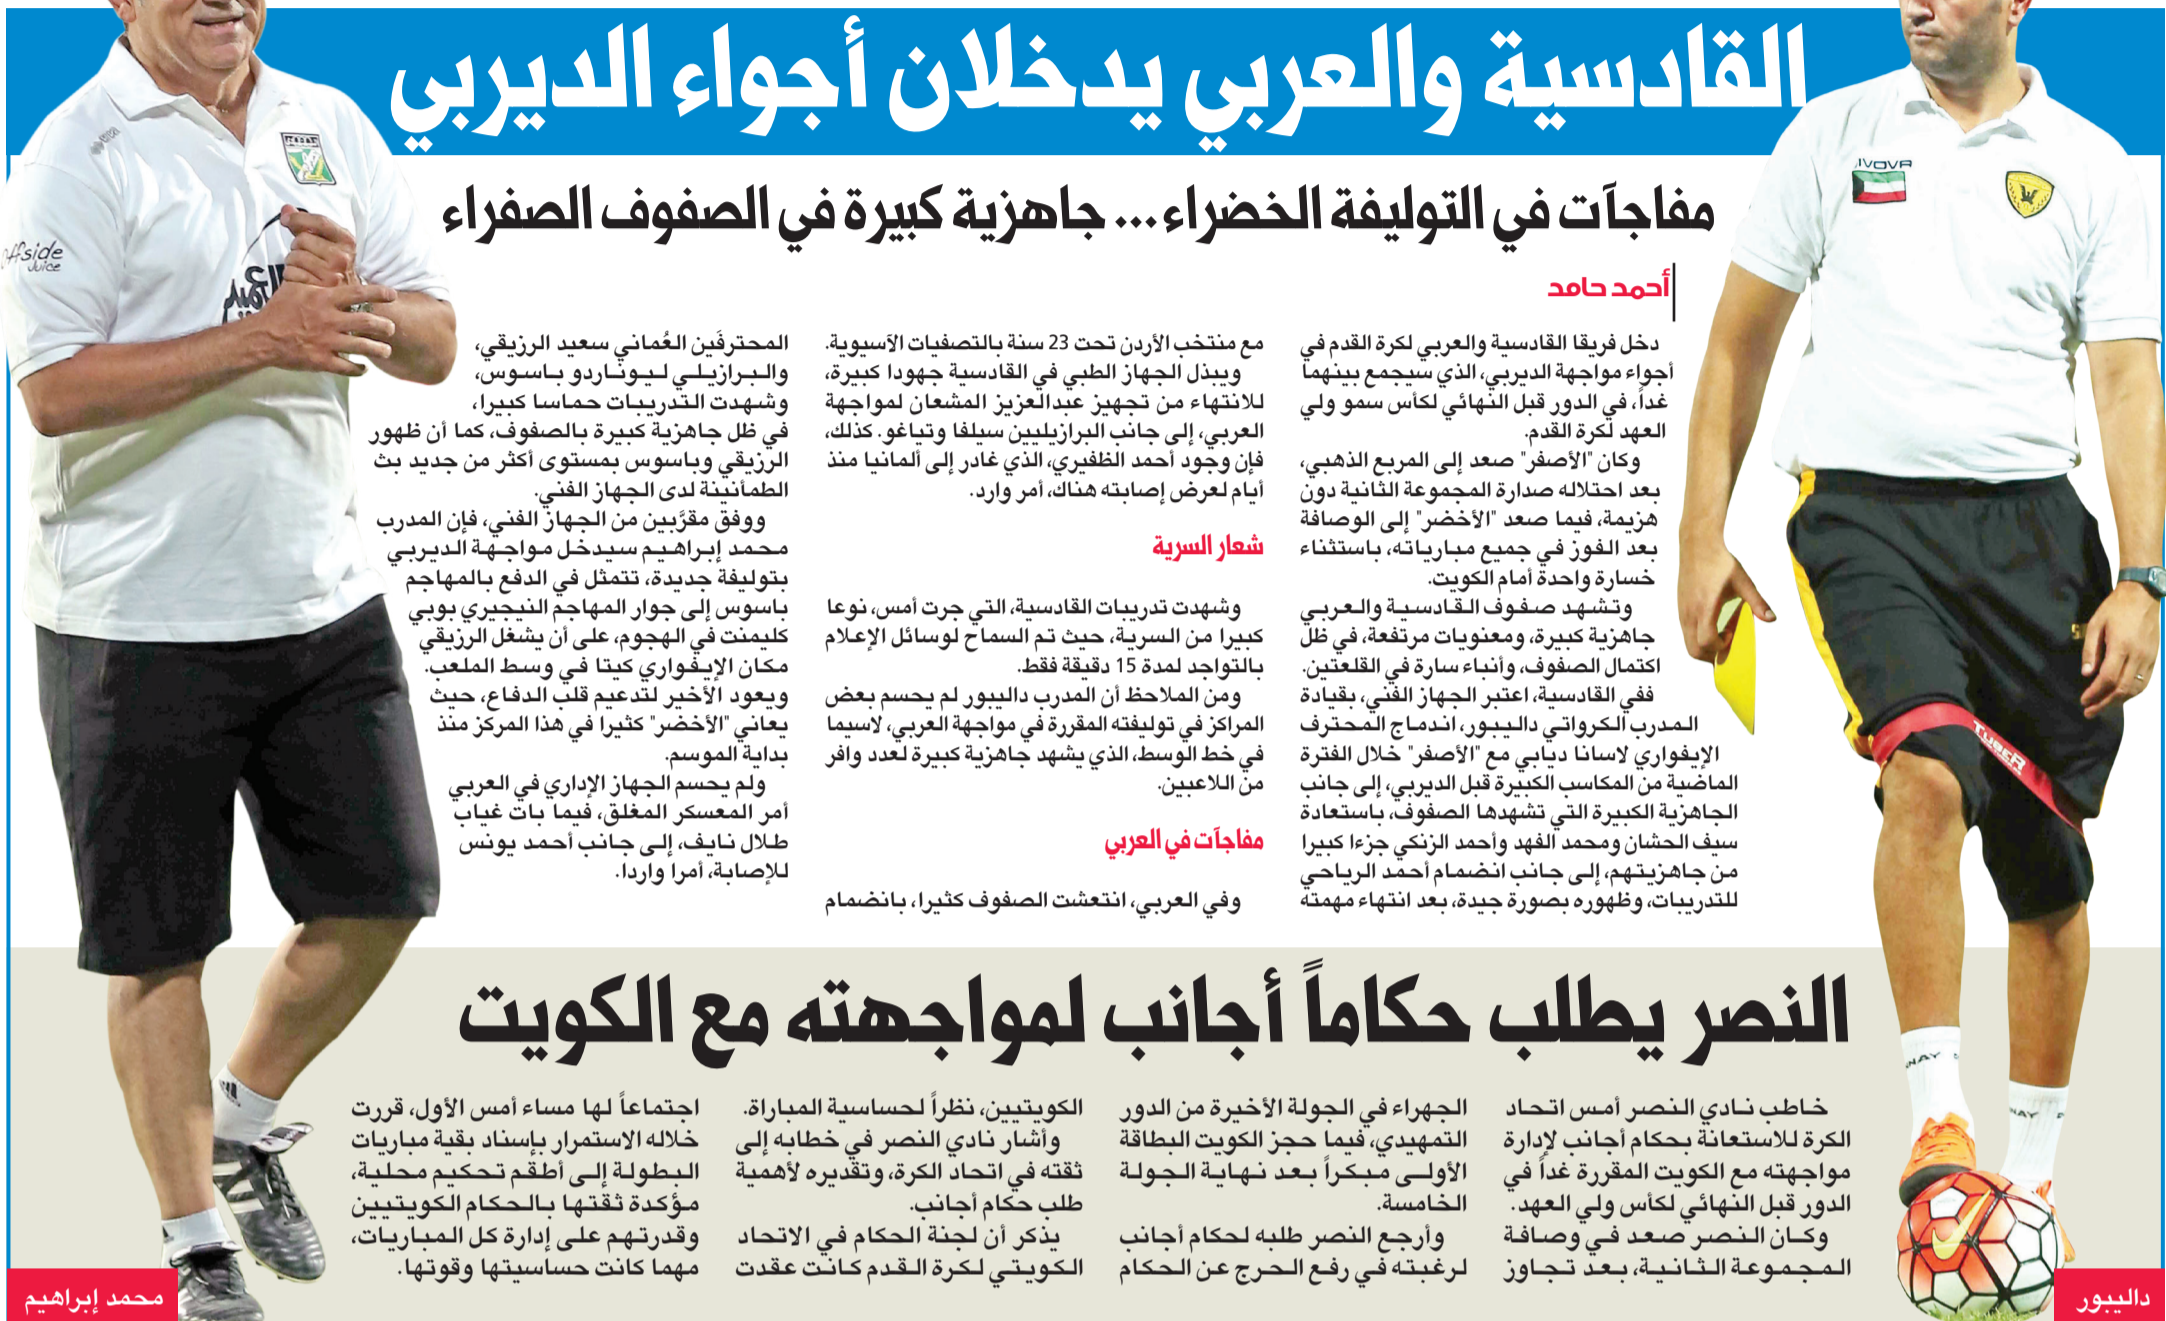 القادسية والعربي يدخلان أجواء الديربي
مفاجآت في التوليفة الخضراء... جاهزية كبيرة في الصفوف الصفراء
أحمد حامد
دخل فريقا القادسية والعربي لكرة القدم في
أجواء مواجهة الديربي، الذي سيجمع بينهما
غداً، في الدور قبل النهائي لكأس سمو ولي
العهد لكرة القدم.
وكان "الأصفر" صعد إلى المربع الذهبي،
بعد احتلاله صدارة المجموعة الثانية دون
هزيمة، فيما صعد "الأخضر" إلى الوصافة
بعد الفوز في جميع مبارياته، باستثناء
خسارة واحدة أمام الكويت.
وتشهد صفوف القادسية والعربي
جاهزية كبيرة، ومعنويات مرتفعة، في ظل
اكتمال الصفوف، وأنباء سارة في القلعتين.
ففي القادسية، اعتبر الجهاز الفني، بقيادة
المدرب الكرواتي داليبور، اندماج المحترف
الإيفواري لاسانا ديابي مع "الأصفر" خلال الفترة
الماضية من المكاسب الكبيرة قبل الديربي، إلى جانب
الجاهزية الكبيرة التي تشهدها الصفوف، باستعادة
سيف الحشان ومحمد الفهد وأحمد الزنكي جزءا كبيرا
من جاهزيتهم، إلى جانب انضمام أحمد الرياحي
للتدريبات، وظهوره بصورة جيدة، بعد انتهاء مهمته
مع منتخب الأردن تحت 23 سنة بالتصفيات الآسيوية.
ويبذل الجهاز الطبي في القادسية جهودا كبيرة،
للانتهاء من تجهيز عبدالعزيز المشعان لمواجهة
العربي، إلى جانب البرازيليين سيلفا وتياغو. كذلك،
فإن وجود أحمد الظفيري، الذي غادر إلى ألمانيا منذ
أيام لعرض إصابته هناك، أمر وارد.
شعار السرية
وشهدت تدريبات القادسية، التي جرت أمس، نوعا
كبيرا من السرية، حيث تم السماح لوسائل الإعلام
بالتواجد لمدة 15 دقيقة فقط.
ومن الملاحظ أن المدرب داليبور لم يحسم بعض
المراكز في توليفته المقررة في مواجهة العربي، لاسيما
في خط الوسط، الذي يشهد جاهزية كبيرة لعدد وافر
من اللاعبين.
مفاجآت في العربي
وفي العربي، انتعشت الصفوف كثيرا، بانضمام
المحترفَين العُماني سعيد الرزيقي،
والبرازيلي ليوناردو باسوس،
وشهدت التدريبات حماسا كبيرا،
في ظل جاهزية كبيرة بالصفوف، كما أن ظهور
الرزيقي وباسوس بمستوى أكثر من جديد بث
الطمأنينة لدى الجهاز الفني.
ووفق مقرَّبين من الجهاز الفني، فإن المدرب
محمد إبراهيم سيدخل مواجهة الديربي
بتوليفة جديدة، تتمثل في الدفع بالمهاجم
باسوس إلى جوار المهاجم النيجيري بوبي
كليمنت في الهجوم، على أن يشغل الرزيقي
مكان الإيفواري كيتا في وسط الملعب.
ويعود الأخير لتدعيم قلب الدفاع، حيث
يعاني "الأخضر" كثيرا في هذا المركز منذ
بداية الموسم.
ولم يحسم الجهاز الإداري في العربي
أمر المعسكر المغلق، فيما بات غياب
طلال نايف، إلى جانب أحمد يونس
للإصابة، أمرا واردا.
النصر يطلب حكاماً أجانب لمواجهته مع الكويت
خاطب نادي النصر أمس اتحاد
الكرة للاستعانة بحكام أجانب لإدارة
مواجهته مع الكويت المقررة غداً في
الدور قبل النهائي لكأس ولي العهد.
وكان النصر صعد في وصافة
المجموعة الثانية، بعد تجاوز
الجهراء في الجولة الأخيرة من الدور
التمهيدي، فيما حجز الكويت البطاقة
الأولى مبكراً بعد نهاية الجولة
الخامسة.
وأرجع النصر طلبه لحكام أجانب
لرغبته في رفع الحرج عن الحكام
الكويتيين، نظراً لحساسية المباراة.
وأشار نادي النصر في خطابه إلى
ثقته في اتحاد الكرة، وتقديره لأهمية
طلب حكام أجانب.
يذكر أن لجنة الحكام في الاتحاد
الكويتي لكرة القدم كانت عقدت
اجتماعاً لها مساء أمس الأول، قررت
خلاله الاستمرار بإسناد بقية مباريات
البطولة إلى أطقم تحكيم محلية،
مؤكدة ثقتها بالحكام الكويتيين
وقدرتهم على إدارة كل المباريات،
مهما كانت حساسيتها وقوتها.
داليبور
محمد إبراهيم
offside
Juice
GIVOVA